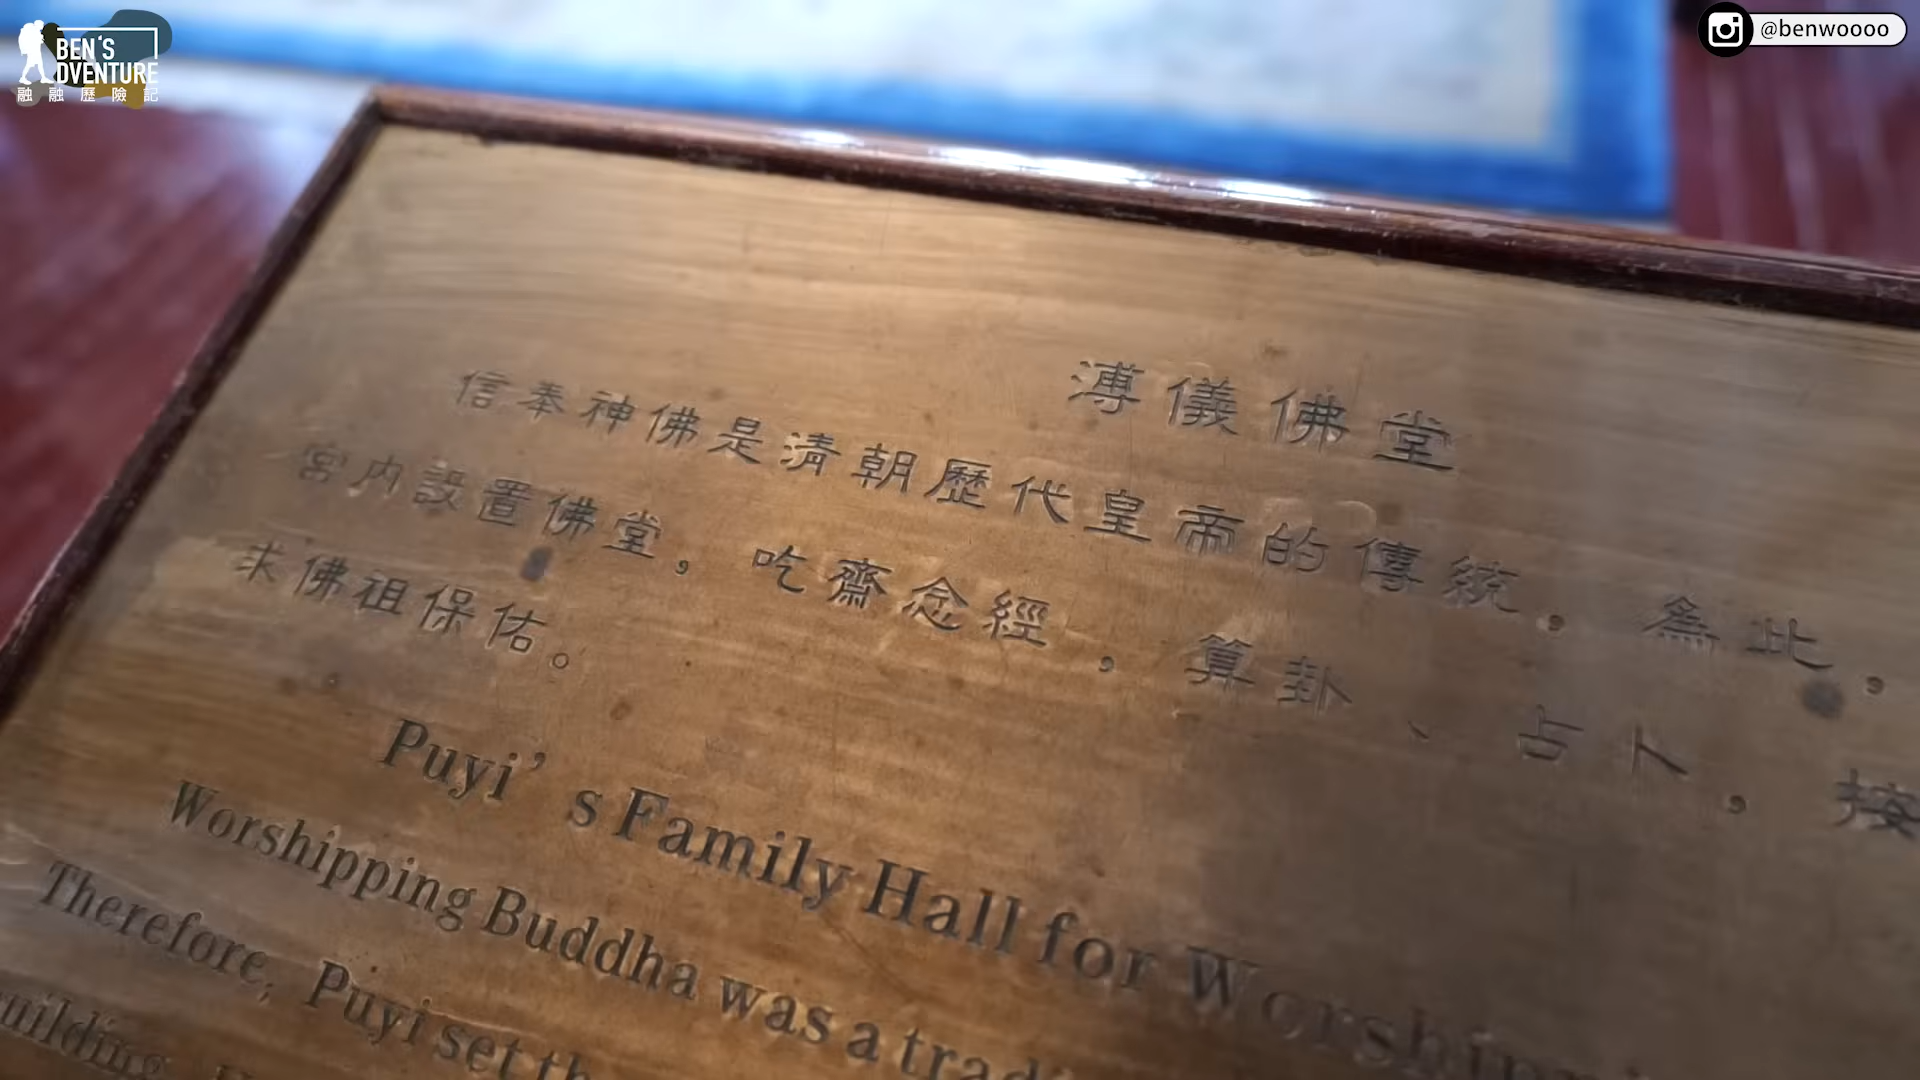 BEN'S
ADVENTURE
融融歷險記
@benwoooo
溥儀佛堂
信奉神佛是清朝歷代皇帝的傳統。為此,
宮内設置佛堂,吃齋念經,算卦、占卜,按
求佛祖保佑。
Puyi's Family Hall for Worshippi
Worshipping Buddha was a trad
Therefore, Puyi set th
uilding